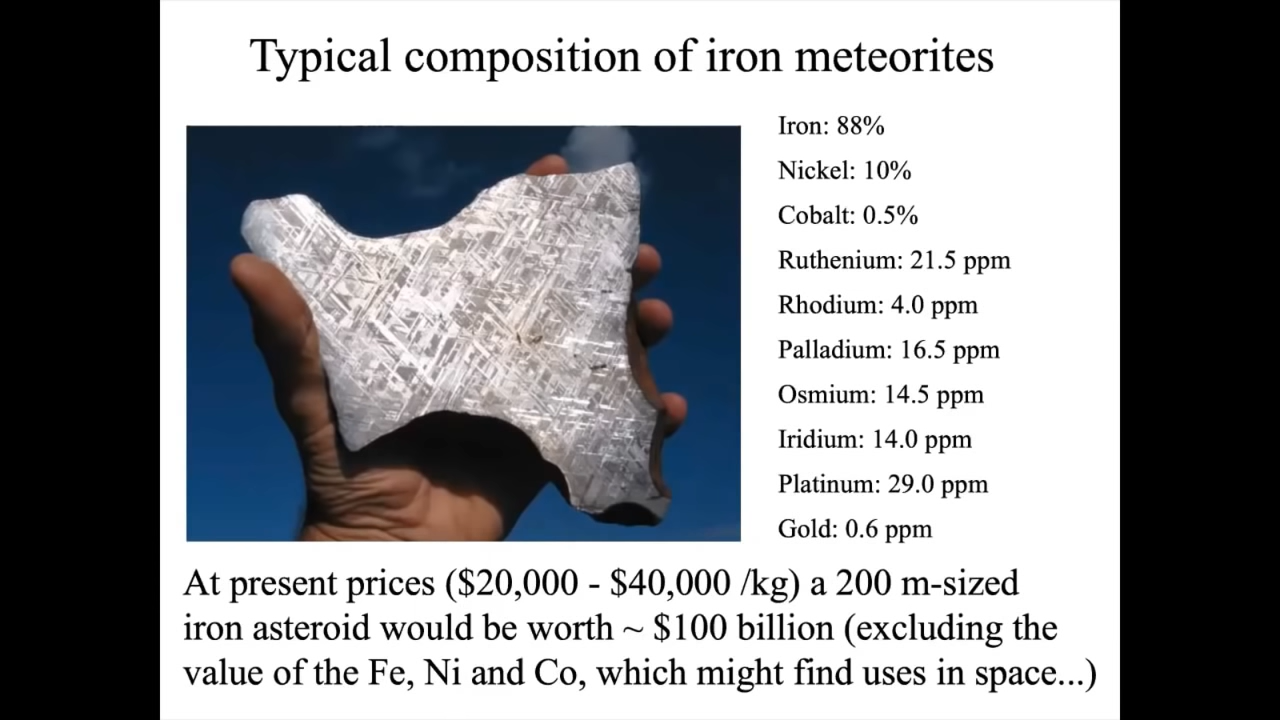 Typical composition of iron meteorites
Iron: 88%
Nickel: 10%
Cobalt: 0.5%
Ruthenium: 21.5 ppm
Rhodium: 4.0 ppm
Palladium: 16.5 ppm
Osmium: 14.5 ppm
Iridium: 14.0 ppm
Platinum: 29.0 ppm
Gold: 0.6 ppm
At present prices ($20,000 - $40,000 /kg) a 200 m-sized
iron asteroid would be worth ~ $100 billion (excluding the
value of the Fe, Ni and Co, which might find uses in space...)